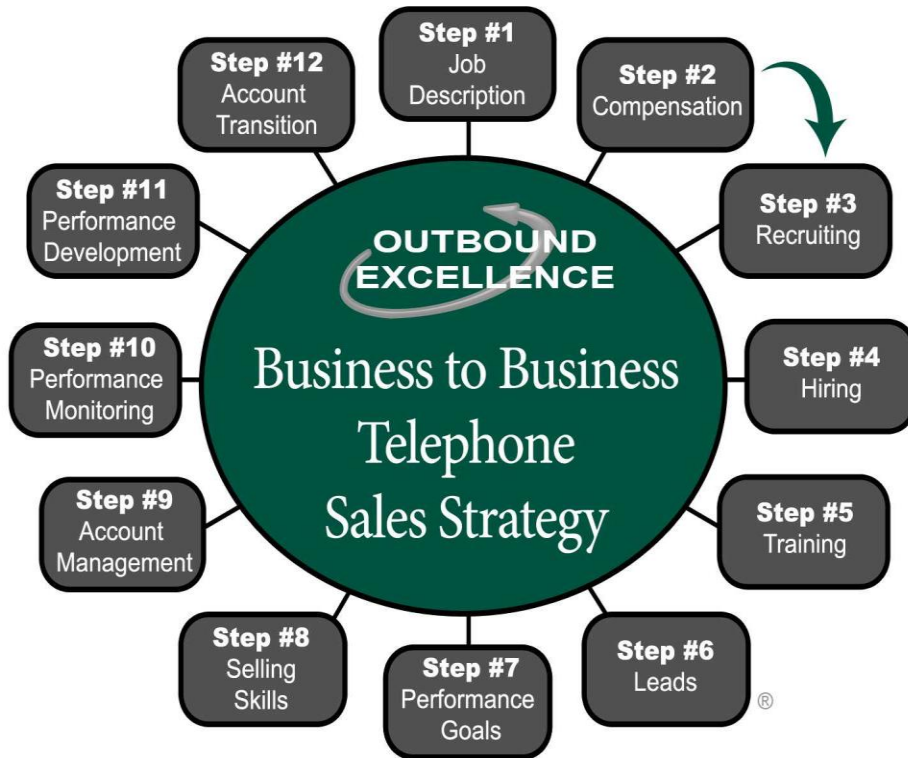 Step #1
Job
Description
Step #2
Compensation
Step #3
Recruiting
Step #4
Hiring
Step #5
Training
Step #6
Leads
Step #7
Performance
Goals
Step #8
Selling
Skills
Step #9
Account
Management
Step #10
Performance
Monitoring
Step #11
Performance
Development
Step #12
Account
Transition
OUTBOUND
EXCELLENCE
Business to Business
Telephone
Sales Strategy
®